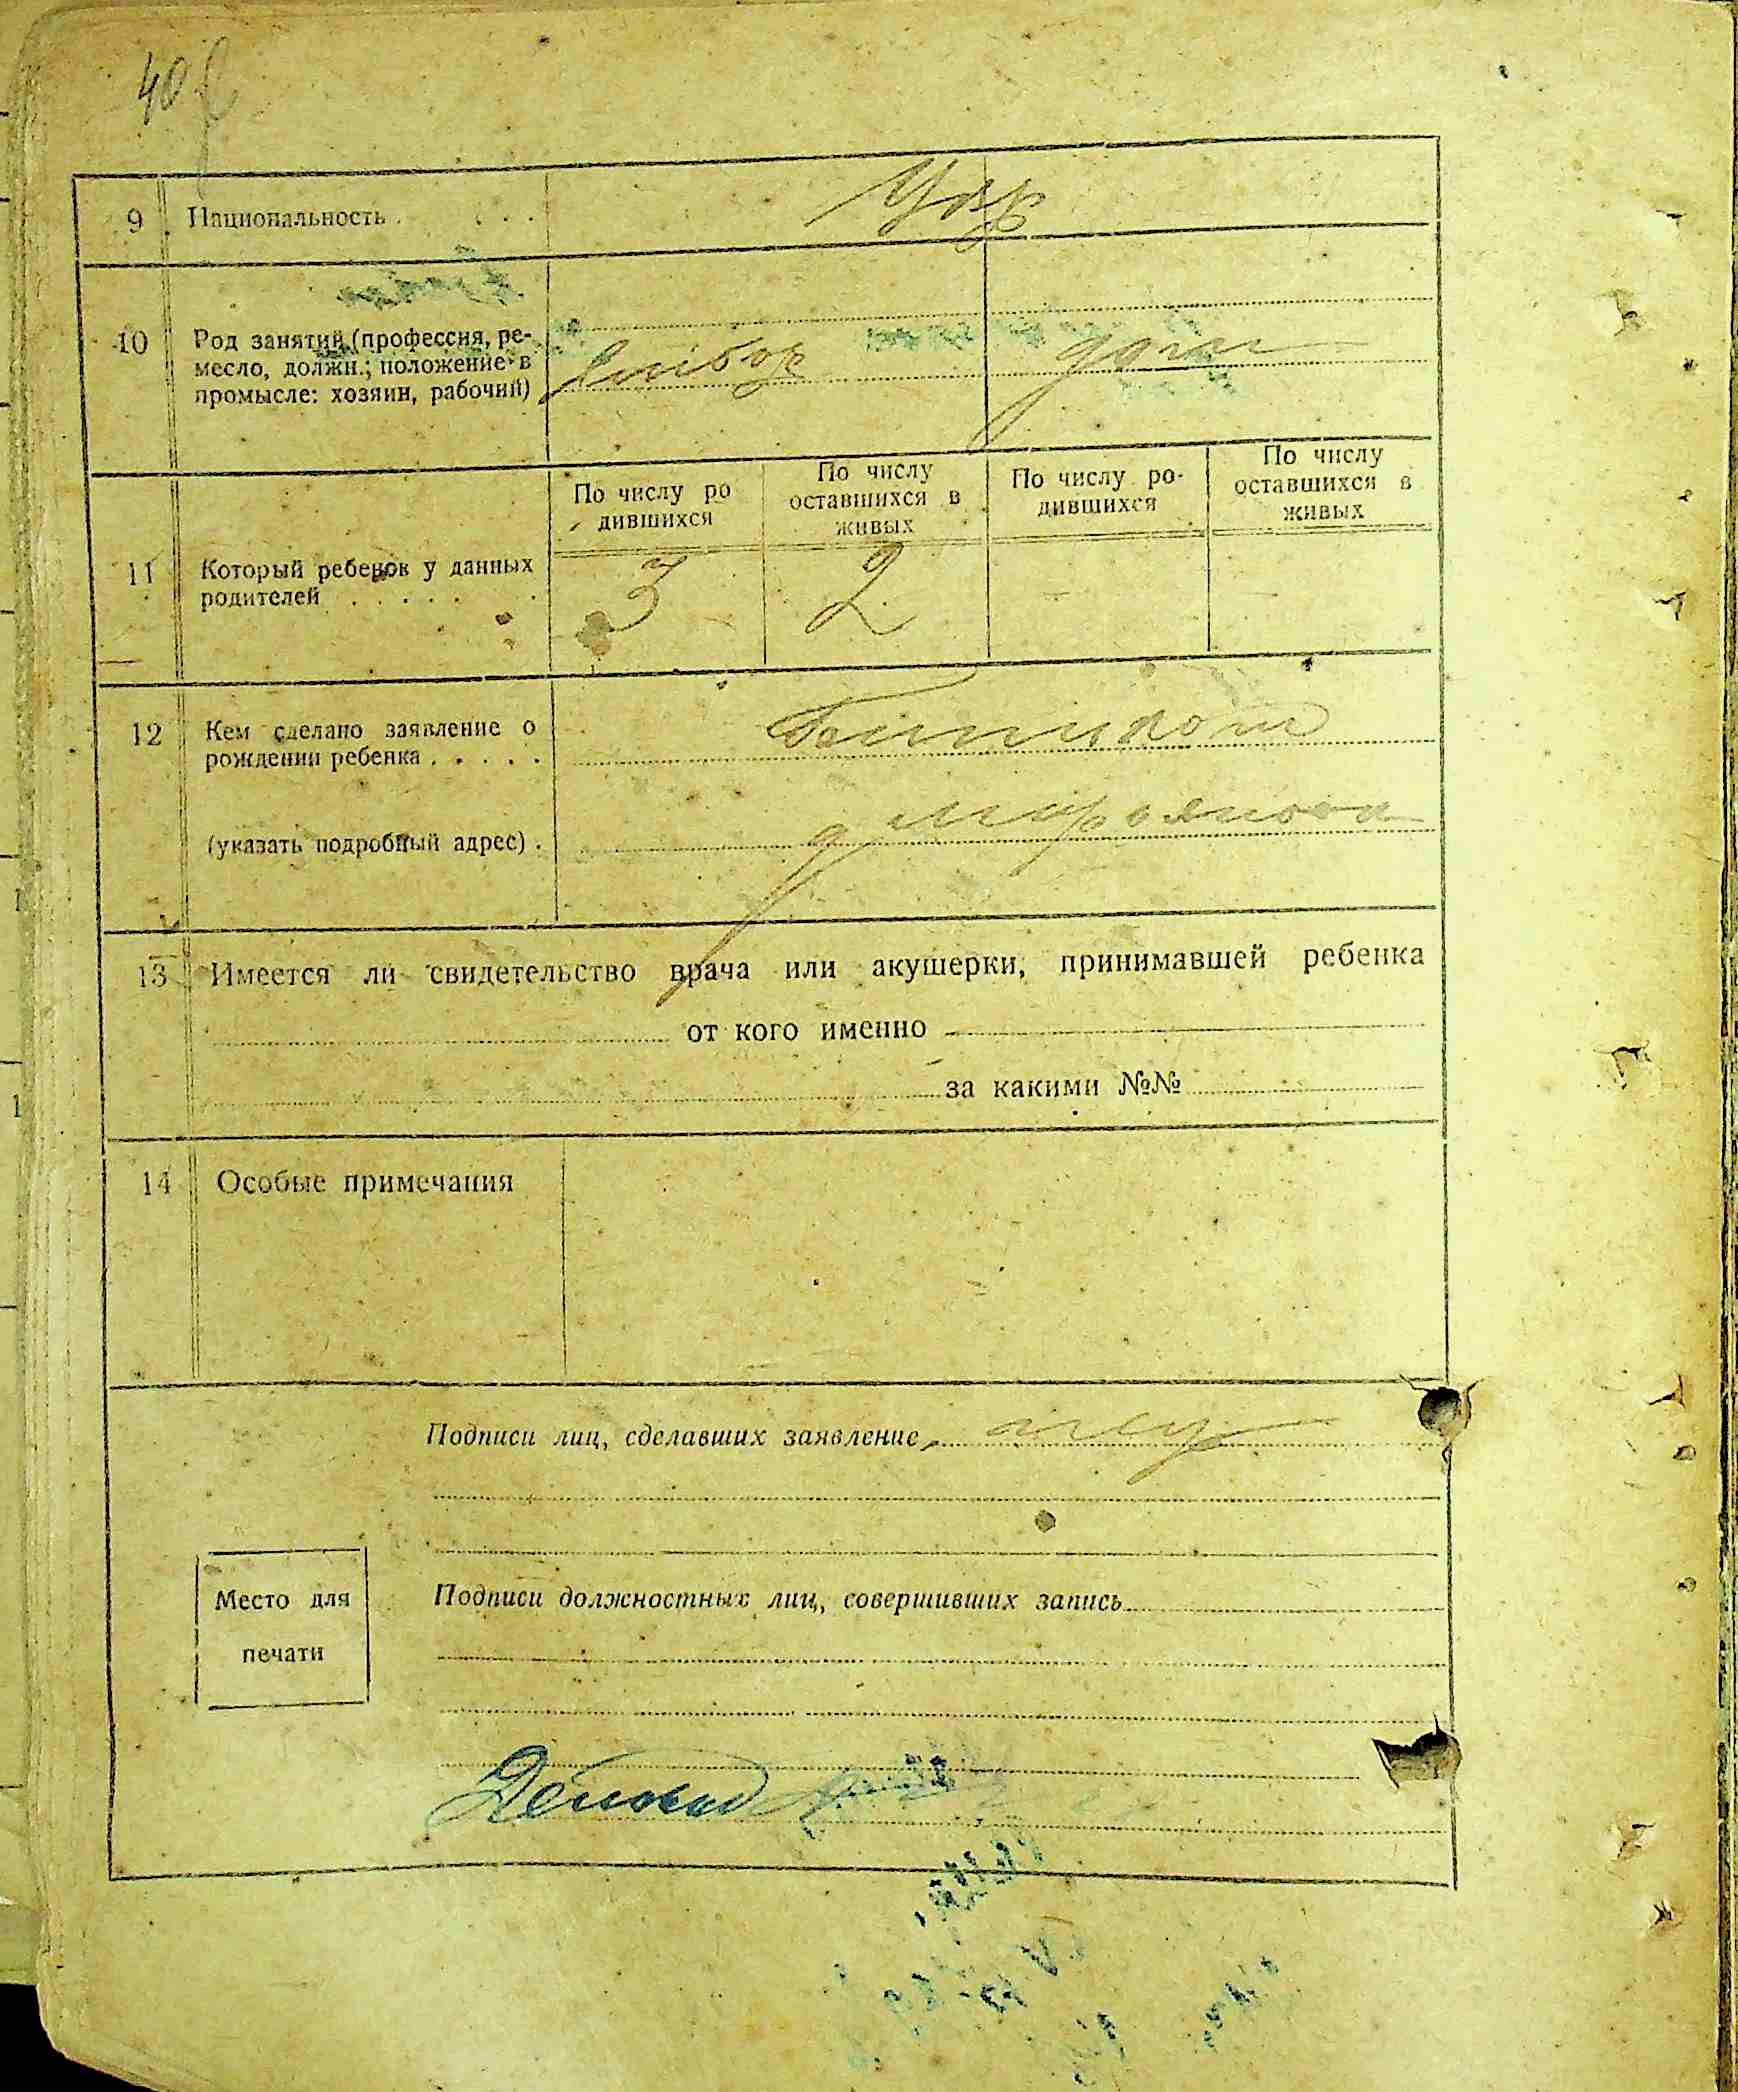 40
9 Национальность . . . .
Укр
10 Род занятий (профессия, ре-
месло, должн.; положение в
промысле: хозяин, рабочий)
хлибор
дома
11 Который ребенок у данных
родителей . . . . .
По числу ро
дившихся
По числу
оставшихся в
живых
По числу ро-
дившихся
По числу
оставшихся в
живых
3 2
12 Кем сделано заявление о
рождении ребенка . . . . .
Батьком
(указать подробный адрес) .
13 Имеется ли свидетельство врача или акушерки, принимавшей ребенка
от кого именно
за какими №№
14 Особые примечания
Подписи лиц, сделавших заявление,
Место для
печати
Подписи должностных лиц, совершивших запись